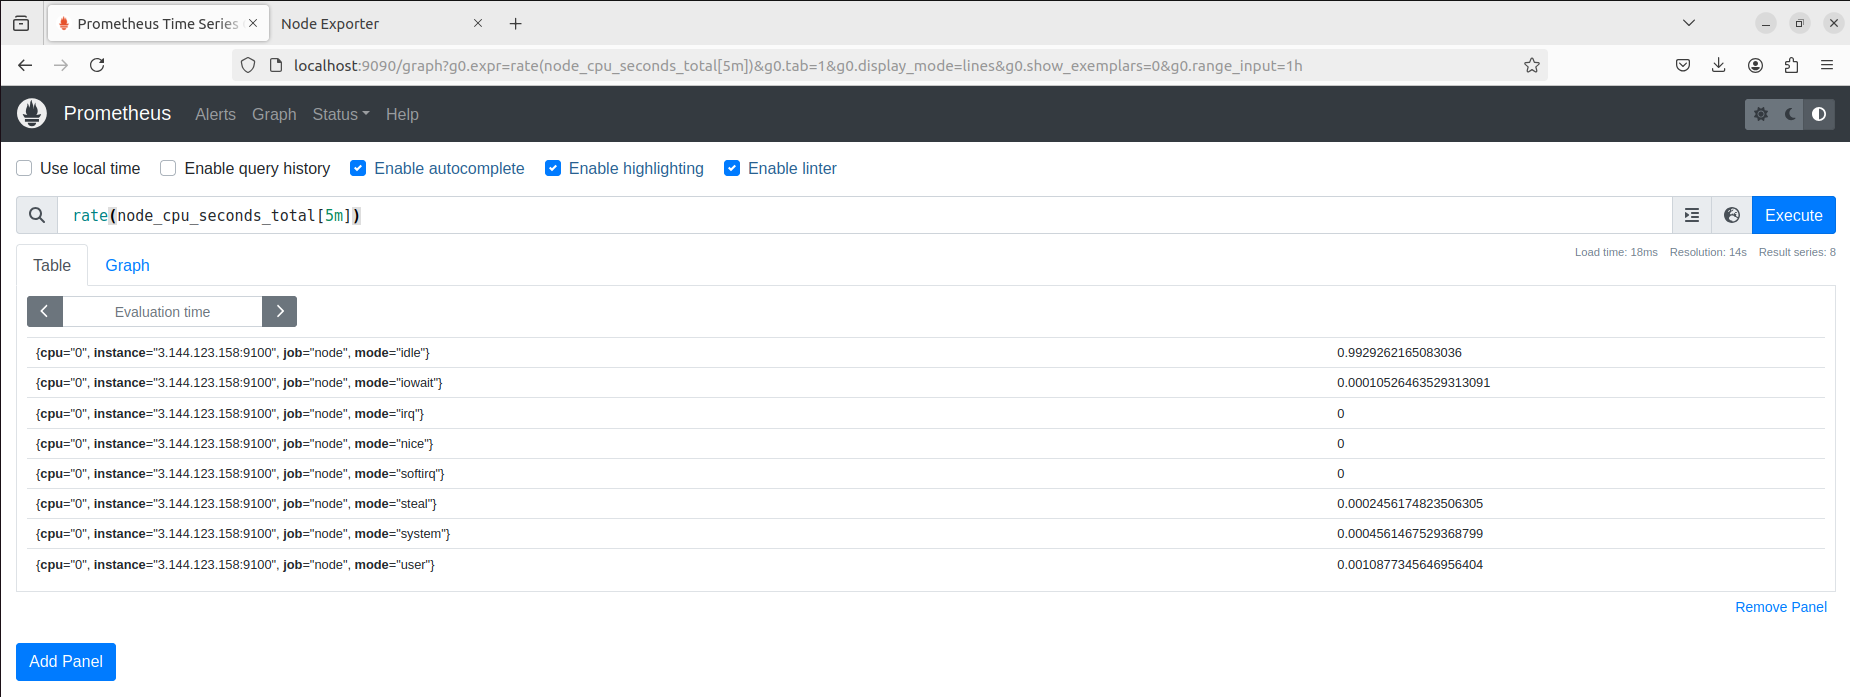 Prometheus Time Series
Node Exporter
localhost:9090/graph?g0.expr=rate(node_cpu_seconds_total[5m])&g0.tab=1&g0.display_mode=lines&g0.show_exemplars=0&g0.range_input=1h
Prometheus Alerts Graph Status Help
Use local time Enable query history Enable autocomplete Enable highlighting Enable linter
rate(node_cpu_seconds_total[5m]) Execute
Table Graph Load time: 18ms Resolution: 14s Result series: 8
Evaluation time
{cpu="0", instance="3.144.123.158:9100", job="node", mode="idle"} 0.9929262165083036
{cpu="0", instance="3.144.123.158:9100", job="node", mode="iowait"} 0.00010526463529313091
{cpu="0", instance="3.144.123.158:9100", job="node", mode="irq"} 0
{cpu="0", instance="3.144.123.158:9100", job="node", mode="nice"} 0
{cpu="0", instance="3.144.123.158:9100", job="node", mode="softirq"} 0
{cpu="0", instance="3.144.123.158:9100", job="node", mode="steal"} 0.0002456174823506305
{cpu="0", instance="3.144.123.158:9100", job="node", mode="system"} 0.0004561467529368799
{cpu="0", instance="3.144.123.158:9100", job="node", mode="user"} 0.0010877345646956404
Remove Panel
Add Panel